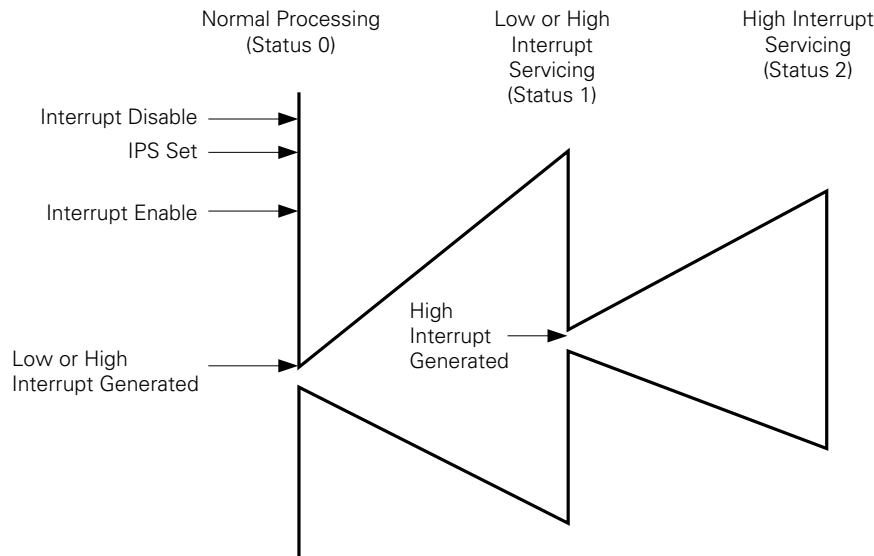 Normal Processing
(Status 0)
Low or High
Interrupt
Servicing
(Status 1)
High Interrupt
Servicing
(Status 2)
Interrupt Disable
IPS Set
Interrupt Enable
High
Interrupt
Generated
Low or High
Interrupt Generated